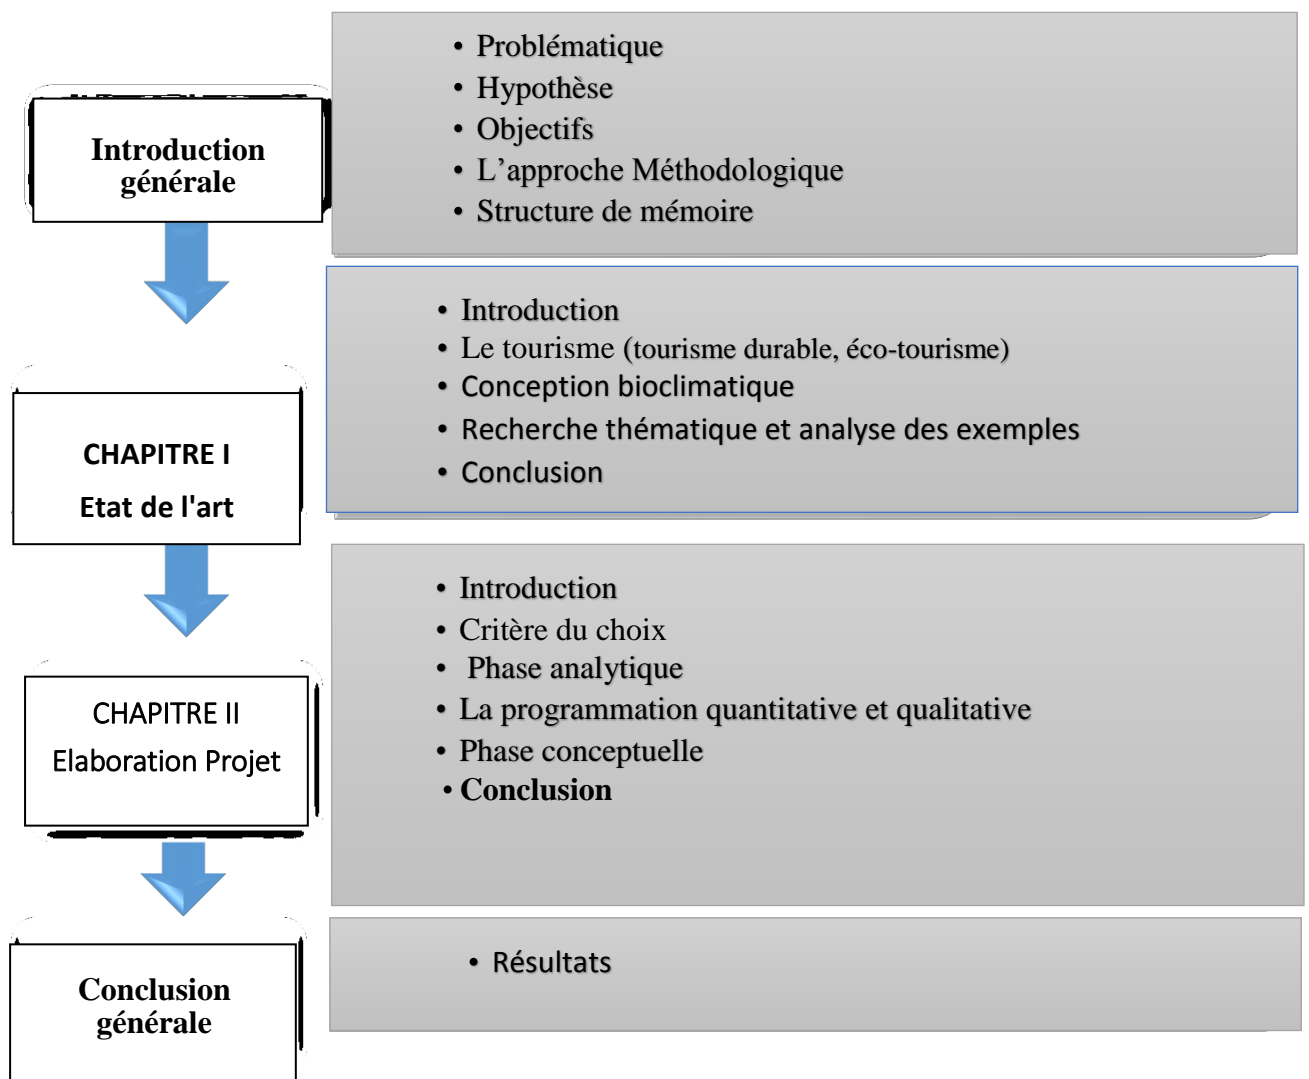 Introduction
générale
• Problématique
• Hypothèse
• Objectifs
• L’approche Méthodologique
• Structure de mémoire
CHAPITRE I
Etat de l'art
• Introduction
• Le tourisme (tourisme durable, éco-tourisme)
• Conception bioclimatique
• Recherche thématique et analyse des exemples
• Conclusion
CHAPITRE II
Elaboration Projet
• Introduction
• Critère du choix
• Phase analytique
• La programmation quantitative et qualitative
• Phase conceptuelle
• Conclusion
Conclusion
générale
• Résultats